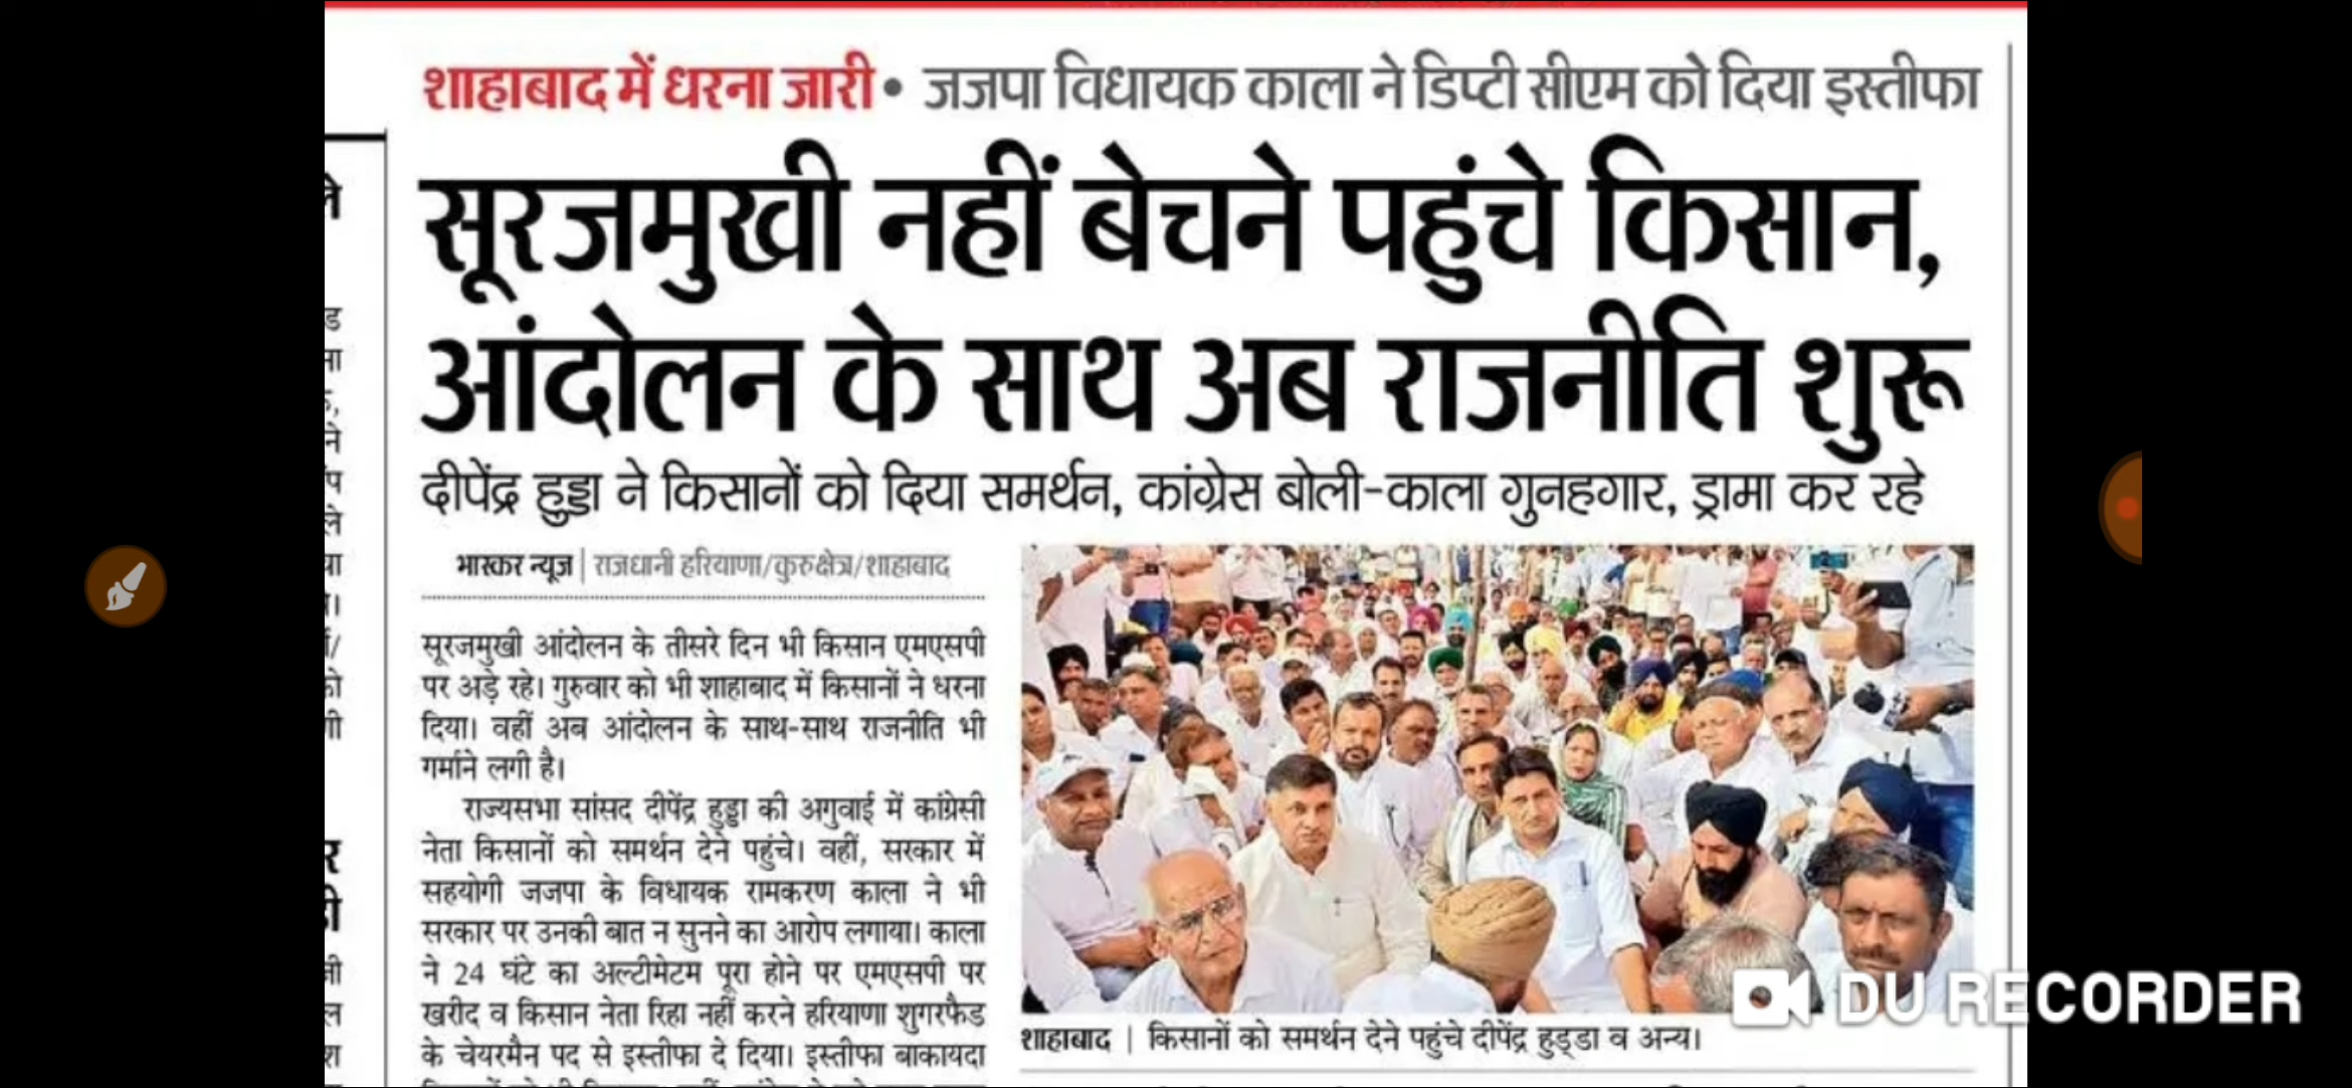 शाहाबाद में धरना जारी • जजपा विधायक काला ने डिप्टी सीएम को दिया इस्तीफा
सूरजमुखी नहीं बेचने पहुंचे किसान,
आंदोलन के साथ अब राजनीति शुरू
दीपेंद्र हुड्डा ने किसानों को दिया समर्थन, कांग्रेस बोली-काला गुनहगार, ड्रामा कर रहे
भास्कर न्यूज | राजधानी हरियाणा/कुरुक्षेत्र/शाहाबाद
सूरजमुखी आंदोलन के तीसरे दिन भी किसान एमएसपी
पर अड़े रहे। गुरुवार को भी शाहाबाद में किसानों ने धरना
दिया। वहीं अब आंदोलन के साथ-साथ राजनीति भी
गर्माने लगी है।
राज्यसभा सांसद दीपेंद्र हुड्डा की अगुवाई में कांग्रेसी
नेता किसानों को समर्थन देने पहुंचे। वहीं, सरकार में
सहयोगी जजपा के विधायक रामकरण काला ने भी
सरकार पर उनकी बात न सुनने का आरोप लगाया। काला
ने 24 घंटे का अल्टीमेटम पूरा होने पर एमएसपी पर
खरीद व किसान नेता रिहा नहीं करने हरियाणा शुगरफैड
के चेयरमैन पद से इस्तीफा दे दिया। इस्तीफा बाकायदा
शाहाबाद | किसानों को समर्थन देने पहुंचे दीपेंद्र हुड्डा व अन्य।
DU RECORDER